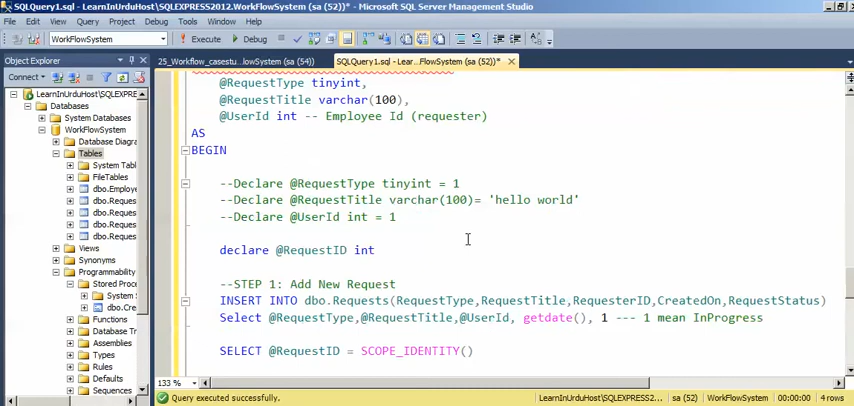 SQLQuery1.sql - LearnInUrduHost\SQLEXPRESS2012.WorkFlowSystem (sa (52))* - Microsoft SQL Server Management Studio
File Edit View Query Project Debug Tools Window Help
WorkFlowSystem Execute Debug
Object Explorer
25_Workflow_casestu...lowSystem (sa (54)) SQLQuery1.sql - Lea...FlowSystem (sa (52))*
Connect
LearnInUrduHost\SQLEXPR
Databases
System Databases
WorkFlowSystem
Database Diagra
Tables
System Tabl
FileTables
dbo.Employe
dbo.Reques
dbo.Reques
dbo.Reques
Views
Synonyms
Programmability
Stored Proce
System S
dbo.Cre
Functions
Database Tr
Assemblies
Types
Rules
Defaults
Sequences
@RequestType tinyint,
@RequestTitle varchar(100),
@UserId int -- Employee Id (requester)
AS
BEGIN
--Declare @RequestType tinyint = 1
--Declare @RequestTitle varchar(100)= 'hello world'
--Declare @UserId int = 1
declare @RequestID int
--STEP 1: Add New Request
INSERT INTO dbo.Requests(RequestType,RequestTitle,RequesterID,CreatedOn,RequestStatus)
Select @RequestType,@RequestTitle,@UserId, getdate(), 1 --- 1 mean InProgress
SELECT @RequestID = SCOPE_IDENTITY()
133 %
Query executed successfully. LearnInUrduHost\SQLEXPRESS2... sa (52) WorkFlowSystem 00:00:00 4 rows